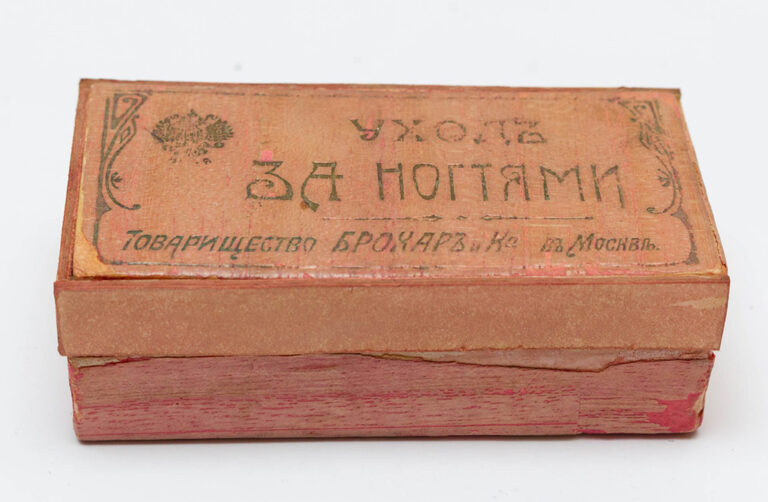 УХОДЪ
ЗА НОГТЯМИ
ТОВАРИЩЕСТВО БРОКАРЪ и Ко въ МОСКВѢ.